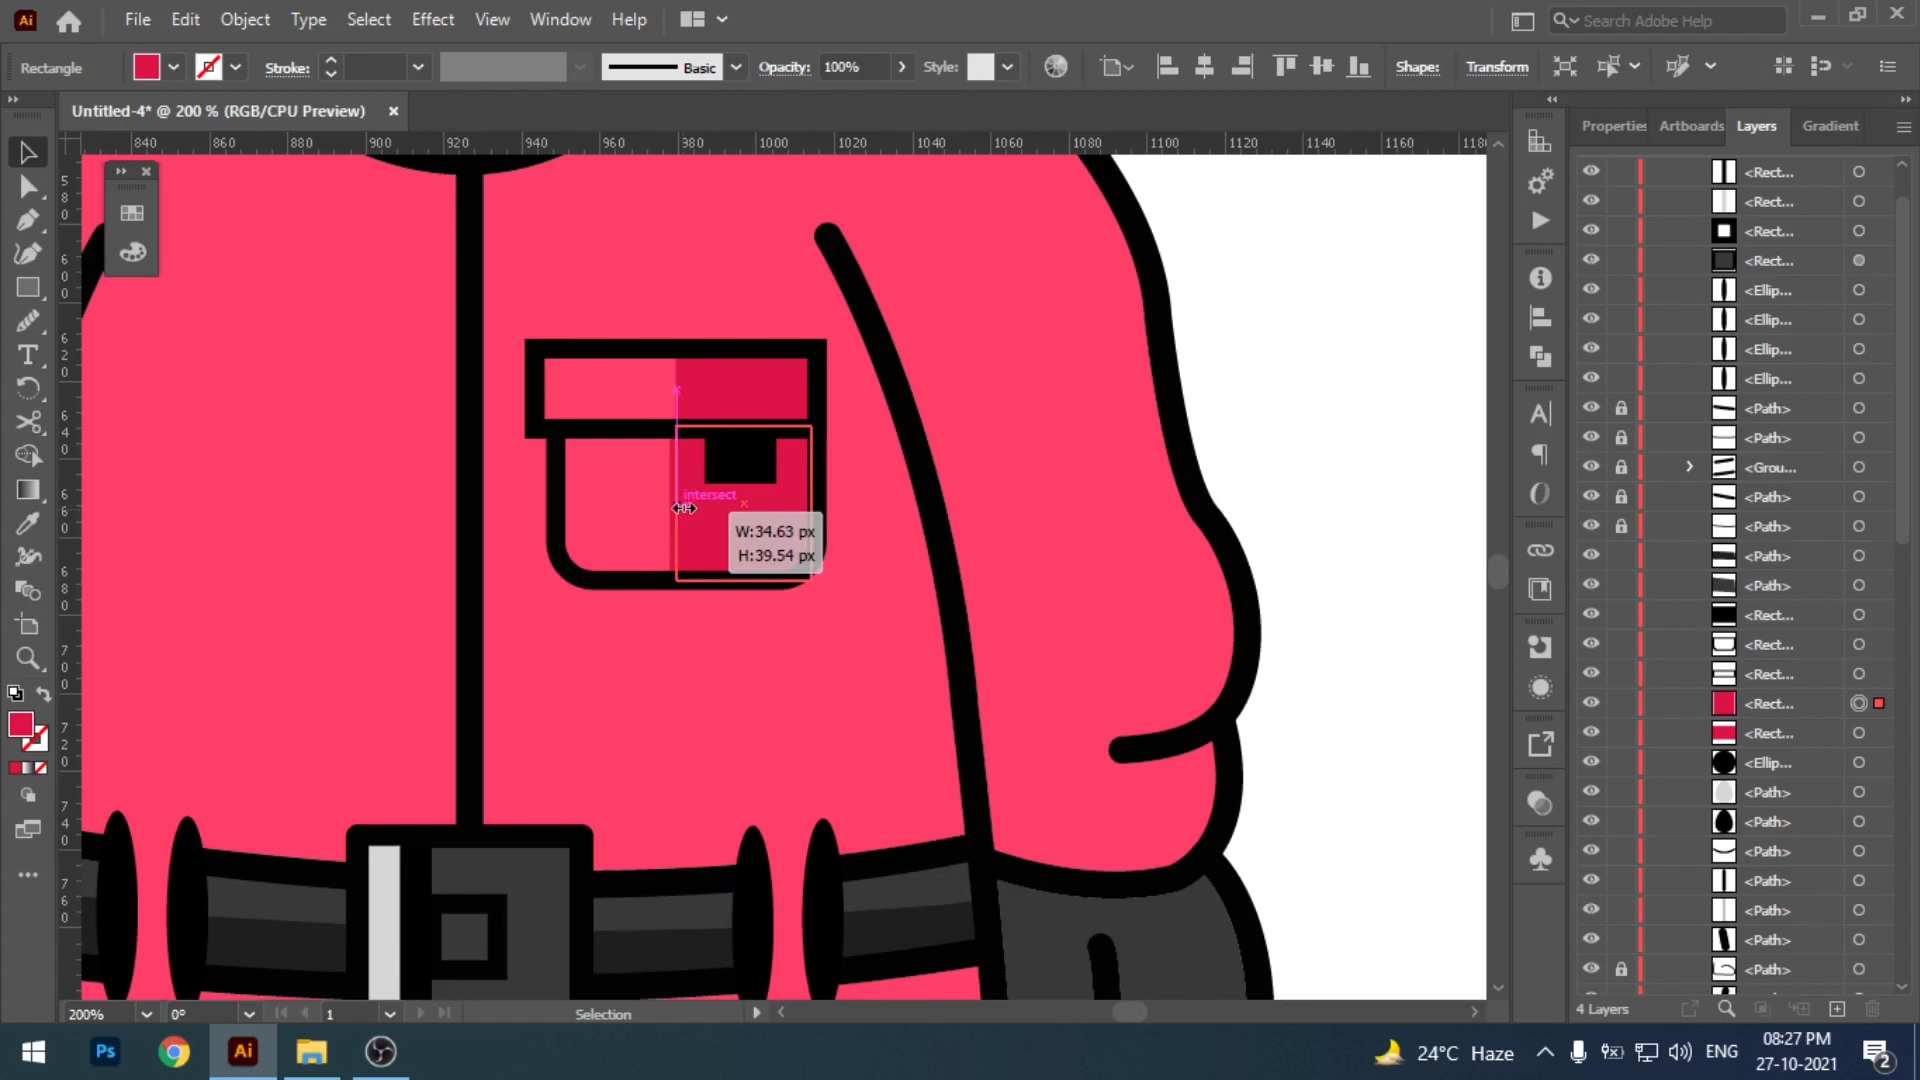 Ai File Edit Object Type Select Effect View Window Help Search Adobe Help
Rectangle Stroke: Basic Opacity: 100% Style: Shape: Transform
Untitled-4* @ 200 % (RGB/CPU Preview)
Properties Artboards Layers Gradient
840 860 880 900 920 940 960 980 1000 1020 1040 1060 1080 1100 1120 1140 1160
<Rect...
<Rect...
<Rect...
<Rect...
<Ellip...
<Ellip...
<Ellip...
<Ellip...
<Path>
<Path>
<Grou...
<Path>
<Path>
<Path>
<Path>
<Rect...
<Rect...
<Rect...
<Rect...
<Rect...
<Ellip...
<Path>
<Path>
<Path>
<Path>
<Path>
<Path>
<Path>
intersect
W:34.63 px
H:39.54 px
200% 0° 1 Selection 4 Layers
Ps Ai 24°C Haze ENG 08:27 PM
27-10-2021
2